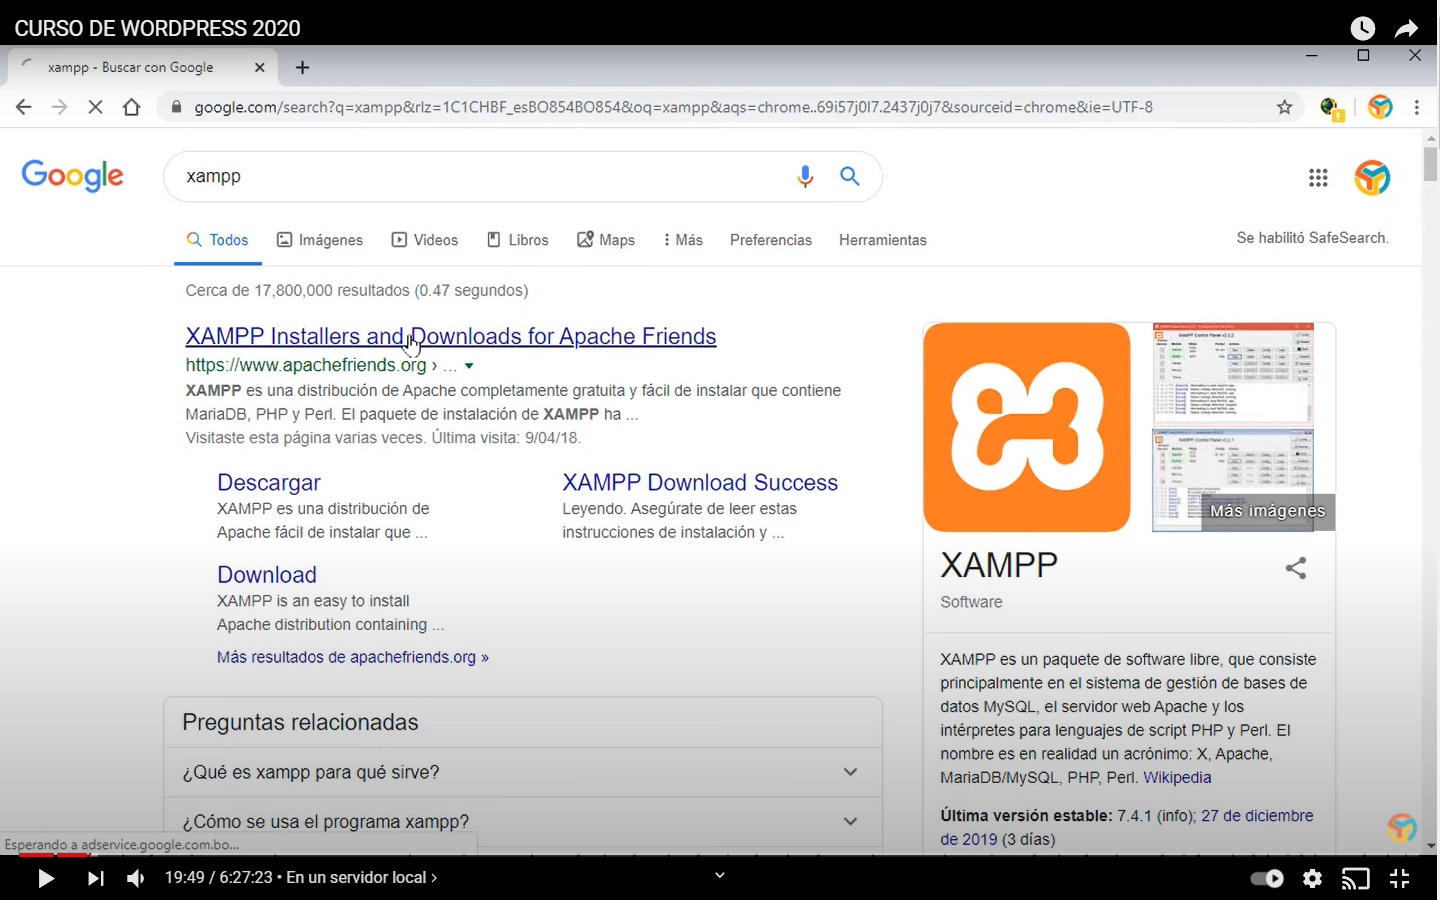 CURSO DE WORDPRESS 2020
xampp - Buscar con Google
google.com/search?q=xampp&rlz=1C1CHBF_esBO854BO854&oq=xampp&aqs=chrome..69i57j0l7.2437j0j7&sourceid=chrome&ie=UTF-8
Google
xampp
Todos Imágenes Videos Libros Maps Más Preferencias Herramientas
Se habilitó SafeSearch.
Cerca de 17,800,000 resultados (0.47 segundos)
XAMPP Installers and Downloads for Apache Friends
https://www.apachefriends.org › ...
XAMPP es una distribución de Apache completamente gratuita y fácil de instalar que contiene
MariaDB, PHP y Perl. El paquete de instalación de XAMPP ha ...
Visitaste esta página varias veces. Última visita: 9/04/18.
Descargar
XAMPP es una distribución de
Apache fácil de instalar que ...
XAMPP Download Success
Leyendo. Asegúrate de leer estas
instrucciones de instalación y ...
Download
XAMPP is an easy to install
Apache distribution containing ...
Más resultados de apachefriends.org »
Preguntas relacionadas
¿Qué es xampp para qué sirve?
¿Cómo se usa el programa xampp?
Más imágenes
XAMPP
Software
XAMPP es un paquete de software libre, que consiste
principalmente en el sistema de gestión de bases de
datos MySQL, el servidor web Apache y los
intérpretes para lenguajes de script PHP y Perl. El
nombre es en realidad un acrónimo: X, Apache,
MariaDB/MySQL, PHP, Perl. Wikipedia
Última versión estable: 7.4.1 (info); 27 de diciembre
de 2019 (3 días)
Esperando a adservice.google.com.bo...
19:49 / 6:27:23 • En un servidor local ›